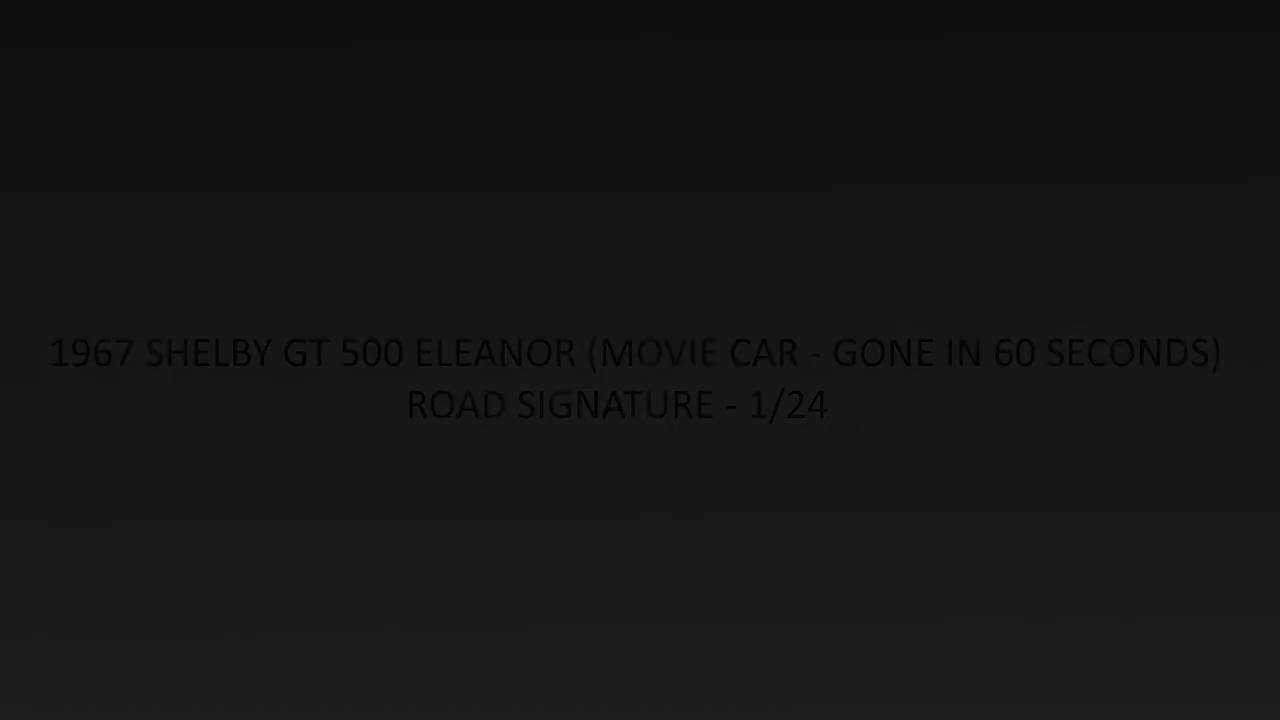 1967 SHELBY GT 500 ELEANOR (MOVIE CAR - GONE IN 60 SECONDS)
ROAD SIGNATURE - 1/24